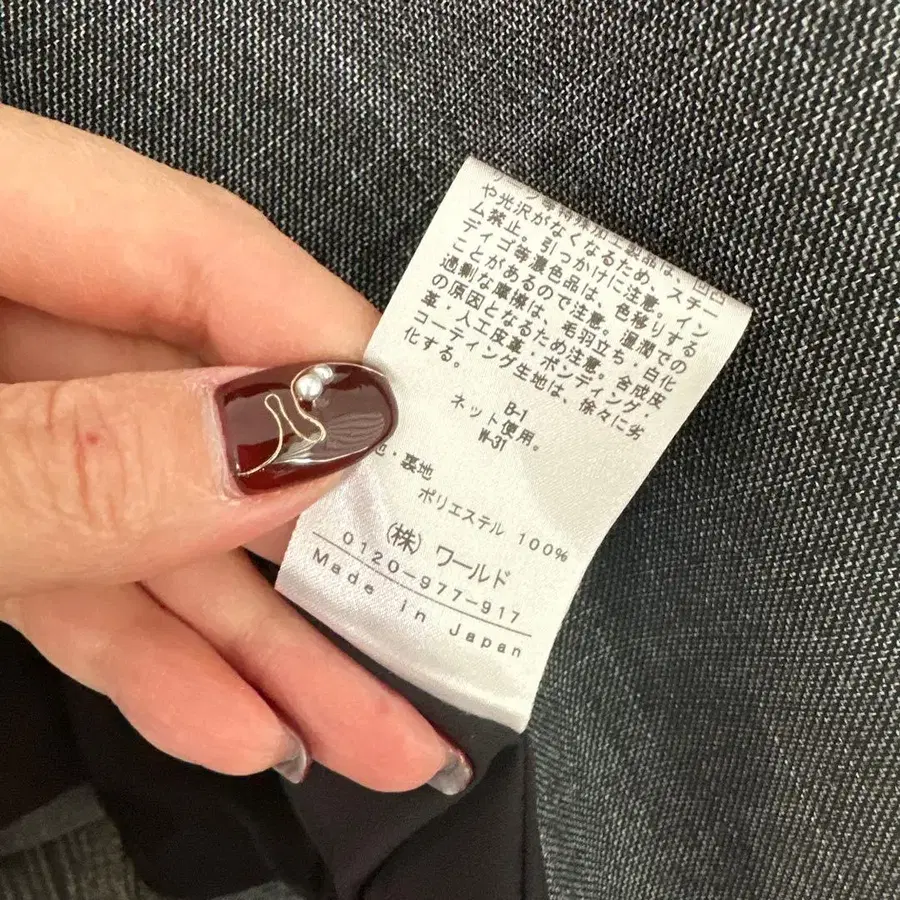 や光沢がなくなるため、スチー
ム禁止。引っかけに注意。イン
ディゴ等濃色品は、色移りする
ことがあるので注意。湿潤での
過剰な摩擦は、毛羽立ち・白化
の原因となるため注意。合成皮
革・人工皮革・ボンディング・
コーティング生地は、徐々に劣
化する。
B-1
ネット使用。
W-31
・裏地
ポリエステル 100%
(株) ワールド
0120-977-917
Made in Japan